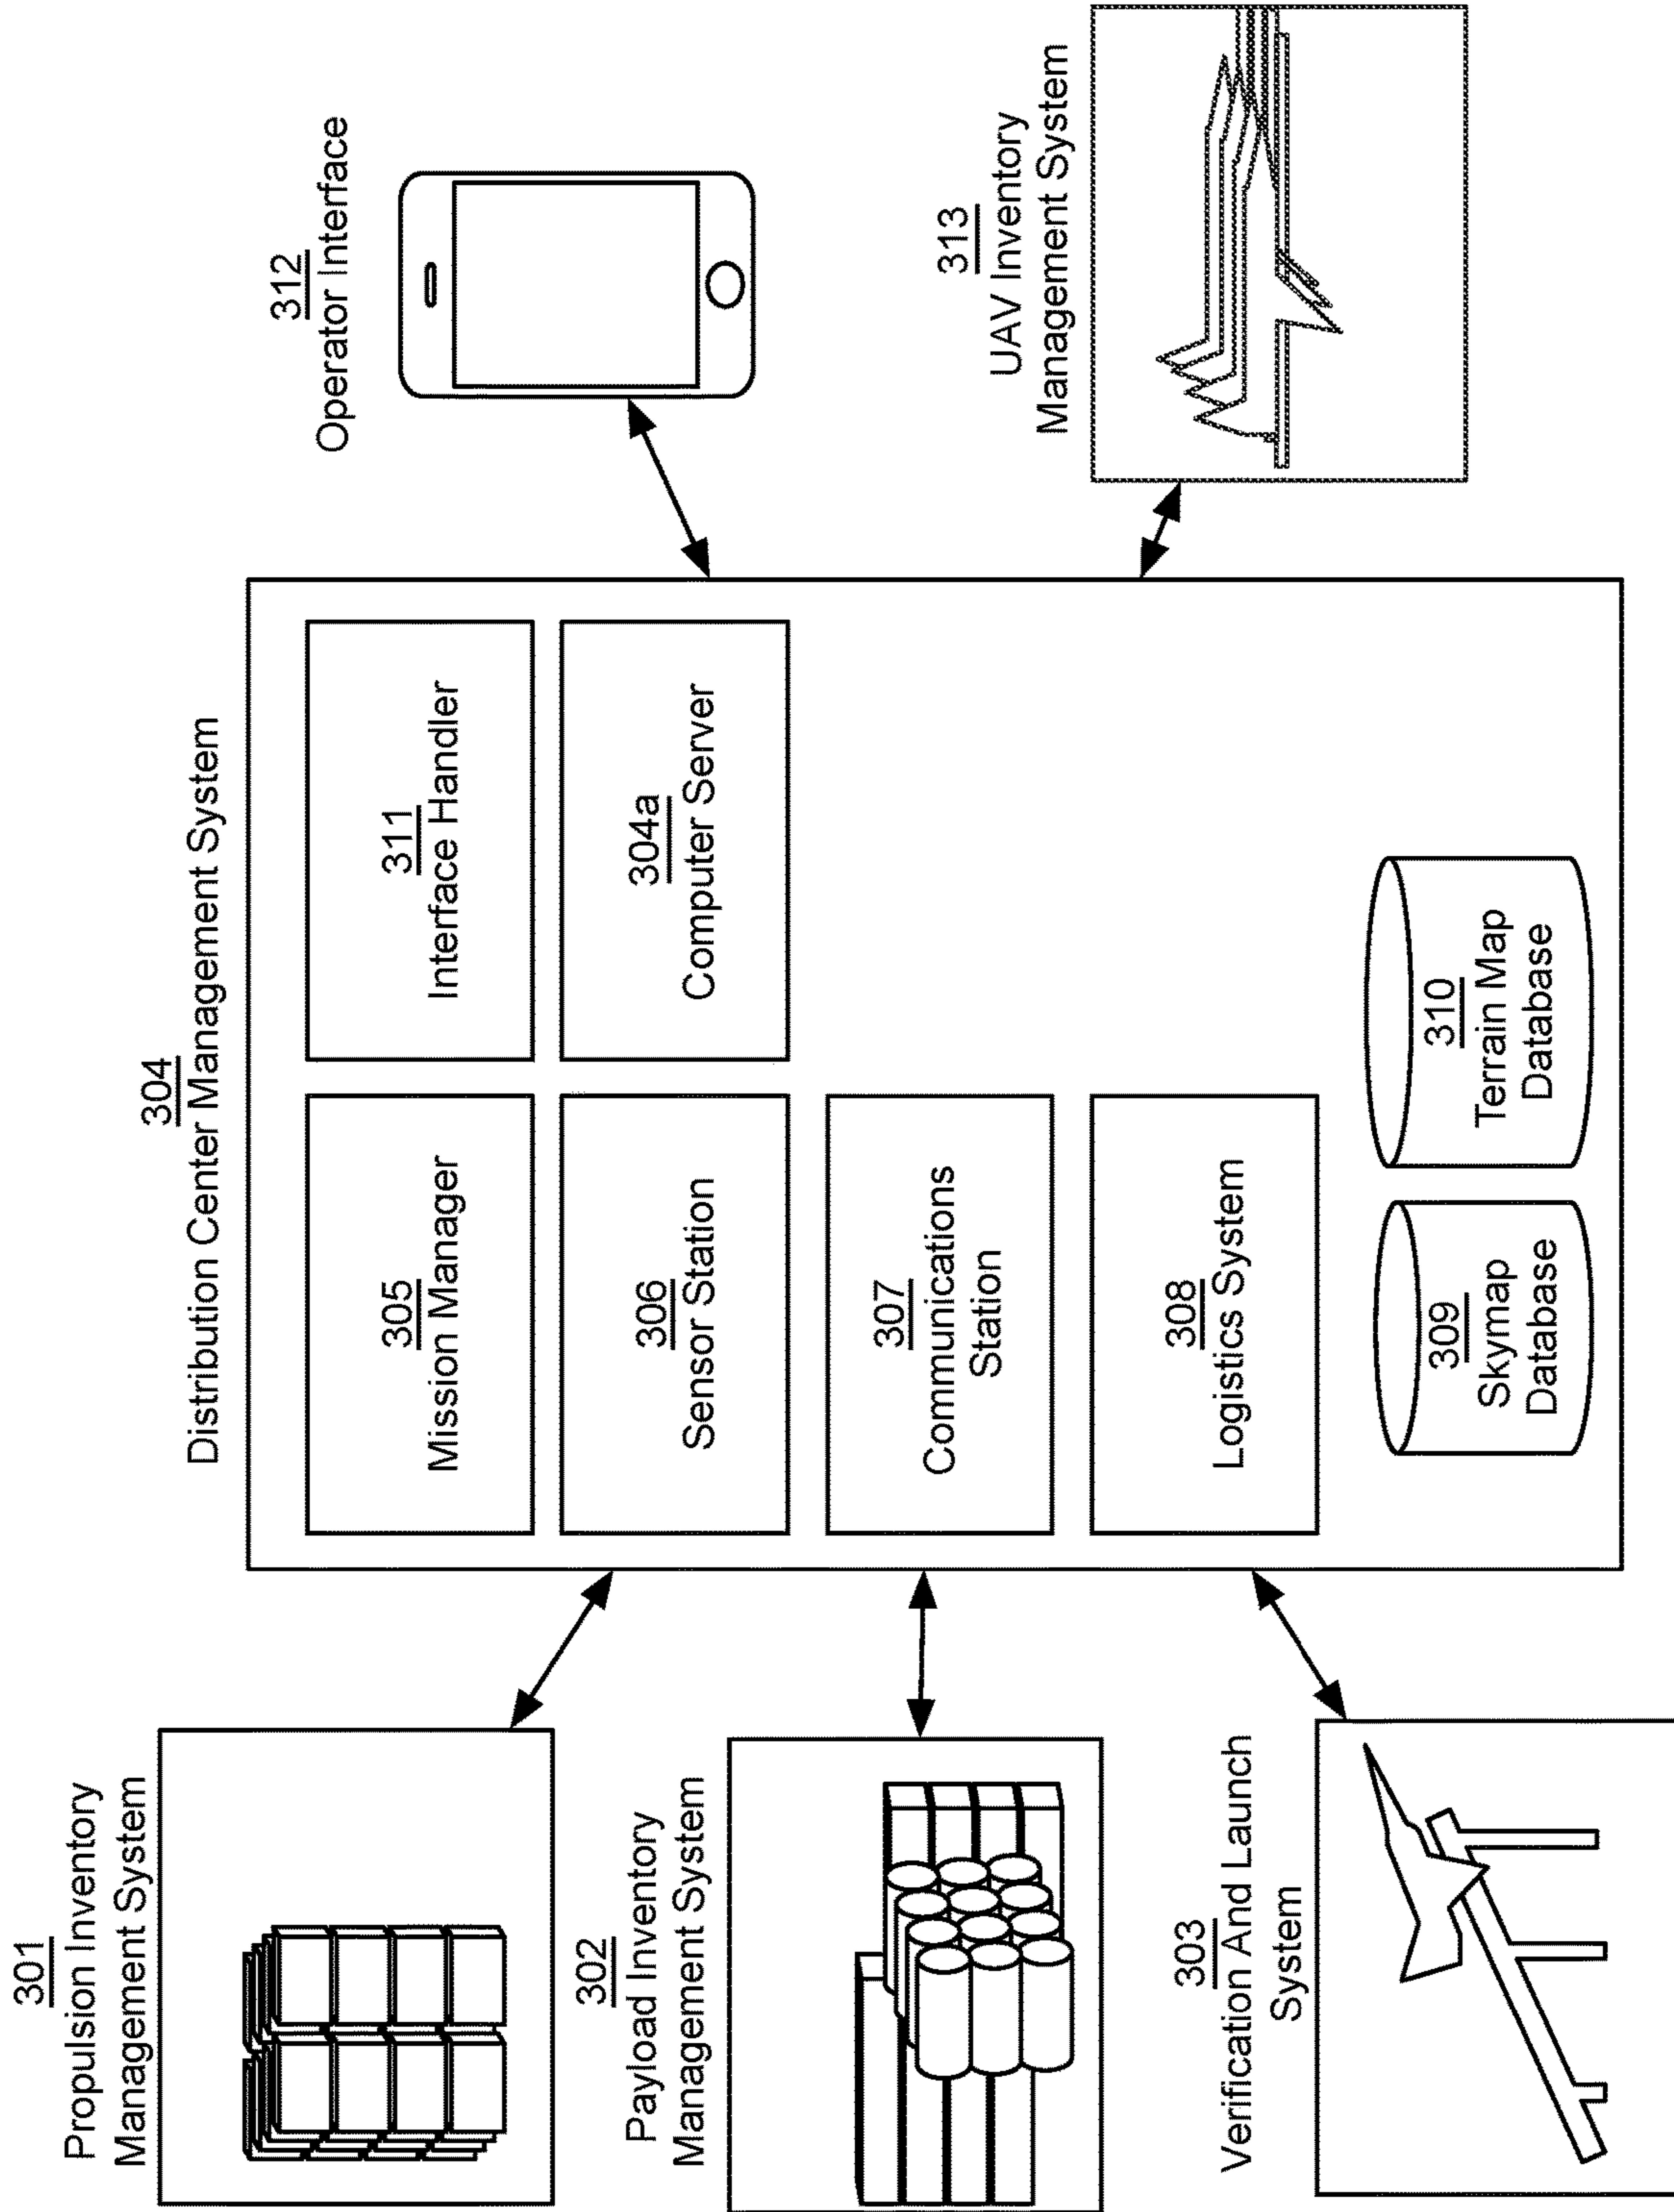 301
Propulsion Inventory
Management System
302
Payload Inventory
Management System
303
Verification And Launch
System
304
Distribution Center Management System
305
Mission Manager
306
Sensor Station
307
Communications
Station
308
Logistics System
309
Skymap
Database
310
Terrain Map
Database
311
Interface Handler
304a
Computer Server
312
Operator Interface
313
UAV Inventory
Management System